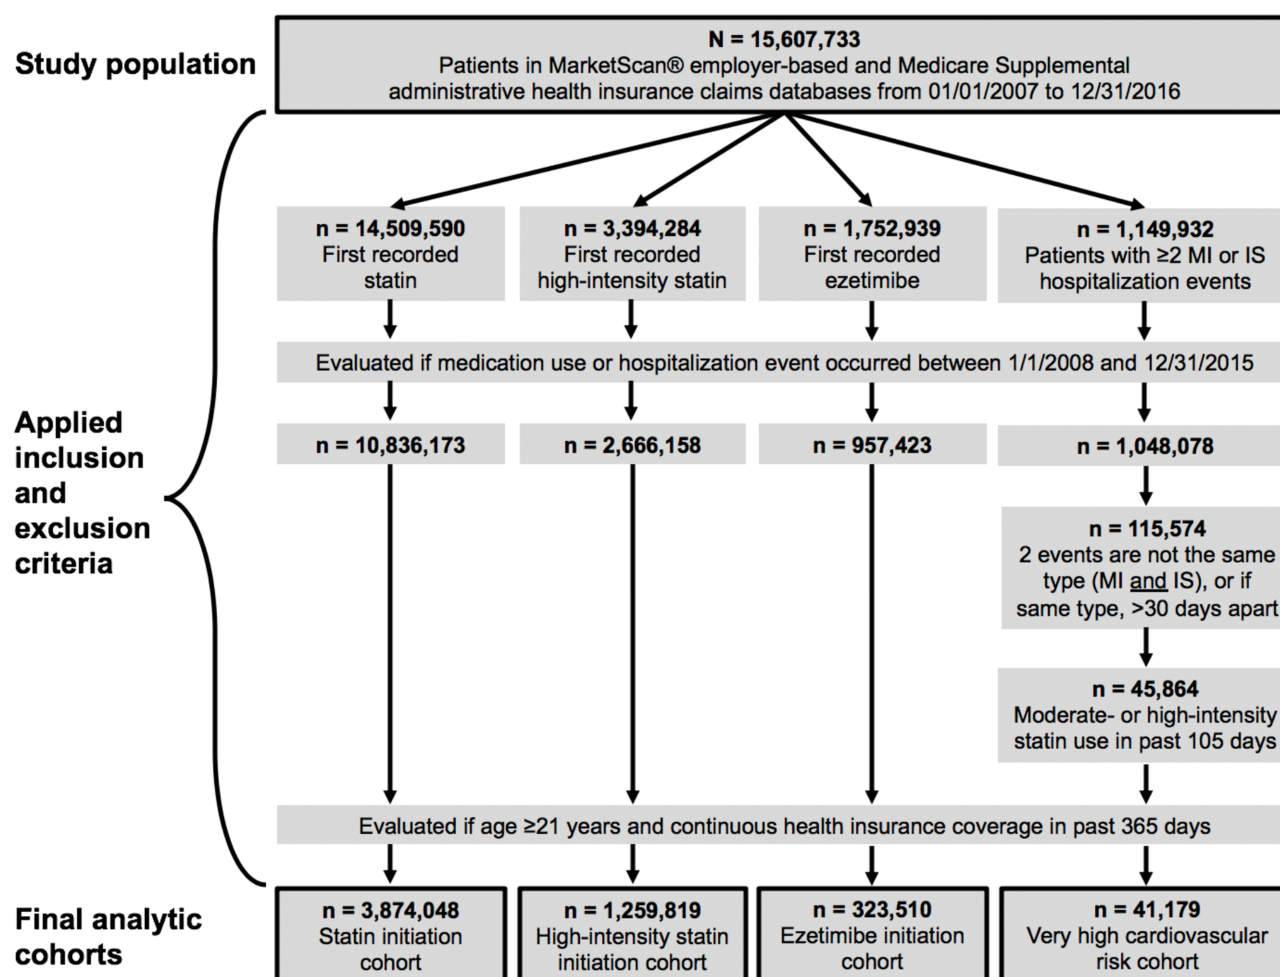 Study population
N = 15,607,733
Patients in MarketScan® employer-based and Medicare Supplemental
administrative health insurance claims databases from 01/01/2007 to 12/31/2016
Applied
inclusion
and
exclusion
criteria
n = 14,509,590
First recorded
statin
n = 3,394,284
First recorded
high-intensity statin
n = 1,752,939
First recorded
ezetimibe
n = 1,149,932
Patients with ≥2 MI or IS
hospitalization events
Evaluated if medication use or hospitalization event occurred between 1/1/2008 and 12/31/2015
n = 10,836,173
n = 2,666,158
n = 957,423
n = 1,048,078
n = 115,574
2 events are not the same
type (MI and IS), or if
same type, >30 days apart
n = 45,864
Moderate- or high-intensity
statin use in past 105 days
Evaluated if age ≥21 years and continuous health insurance coverage in past 365 days
Final analytic
cohorts
n = 3,874,048
Statin initiation
cohort
n = 1,259,819
High-intensity statin
initiation cohort
n = 323,510
Ezetimibe initiation
cohort
n = 41,179
Very high cardiovascular
risk cohort